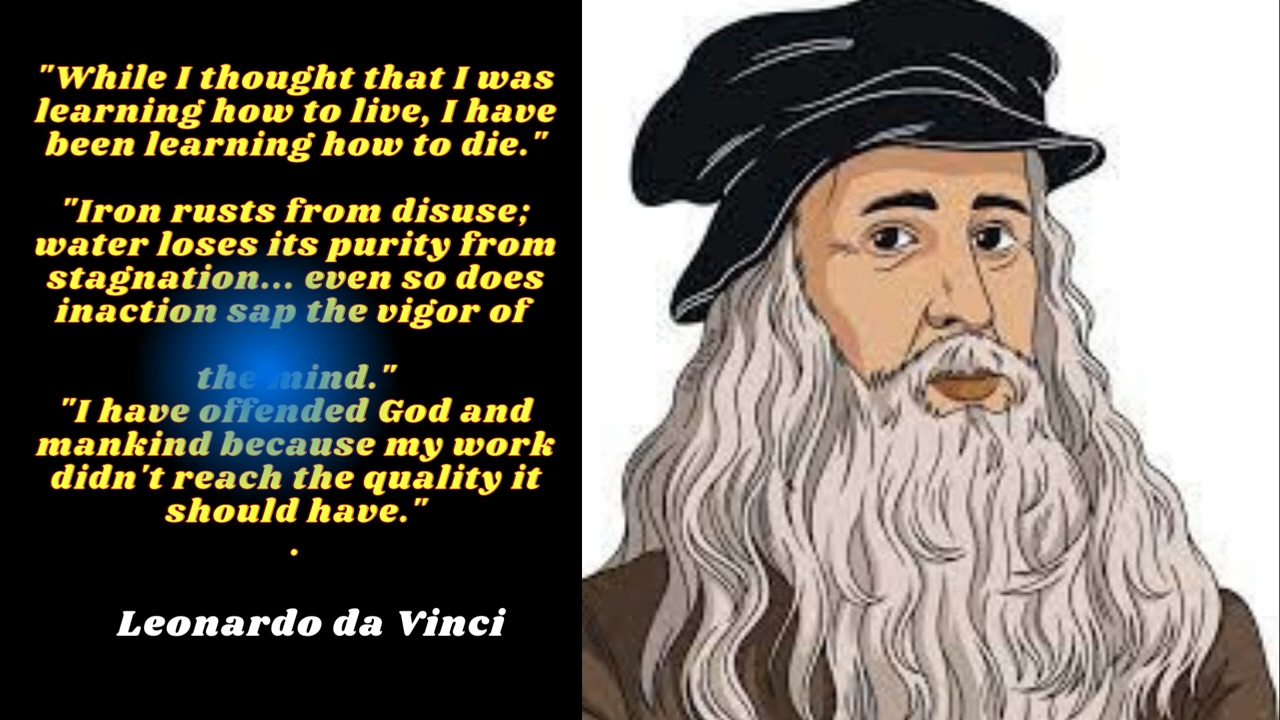 "While I thought that I was
learning how to live, I have
been learning how to die."
"Iron rusts from disuse;
water loses its purity from
stagnation... even so does
inaction sap the vigor of
the mind."
"I have offended God and
mankind because my work
didn't reach the quality it
should have."
.
Leonardo da Vinci